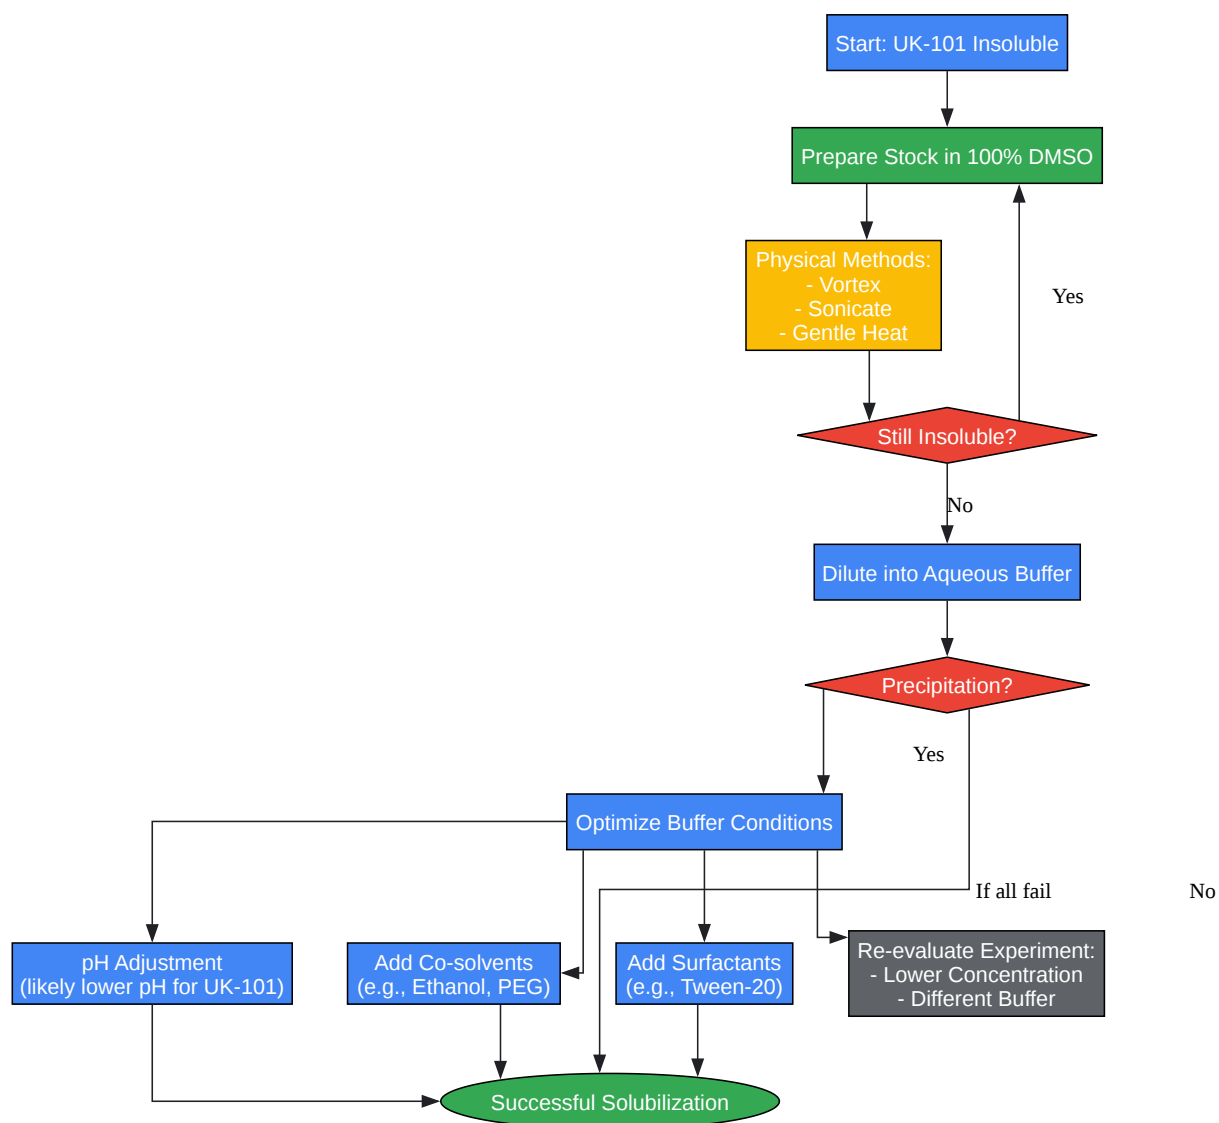 Start: UK-101 Insoluble
Prepare Stock in 100% DMSO
Physical Methods:
- Vortex
- Sonicate
- Gentle Heat
Yes
Still Insoluble?
No
Dilute into Aqueous Buffer
Precipitation?
Yes
Optimize Buffer Conditions
If all fail
No
pH Adjustment
(likely lower pH for UK-101)
Add Co-solvents
(e.g., Ethanol, PEG)
Add Surfactants
(e.g., Tween-20)
Re-evaluate Experiment:
- Lower Concentration
- Different Buffer
Successful Solubilization